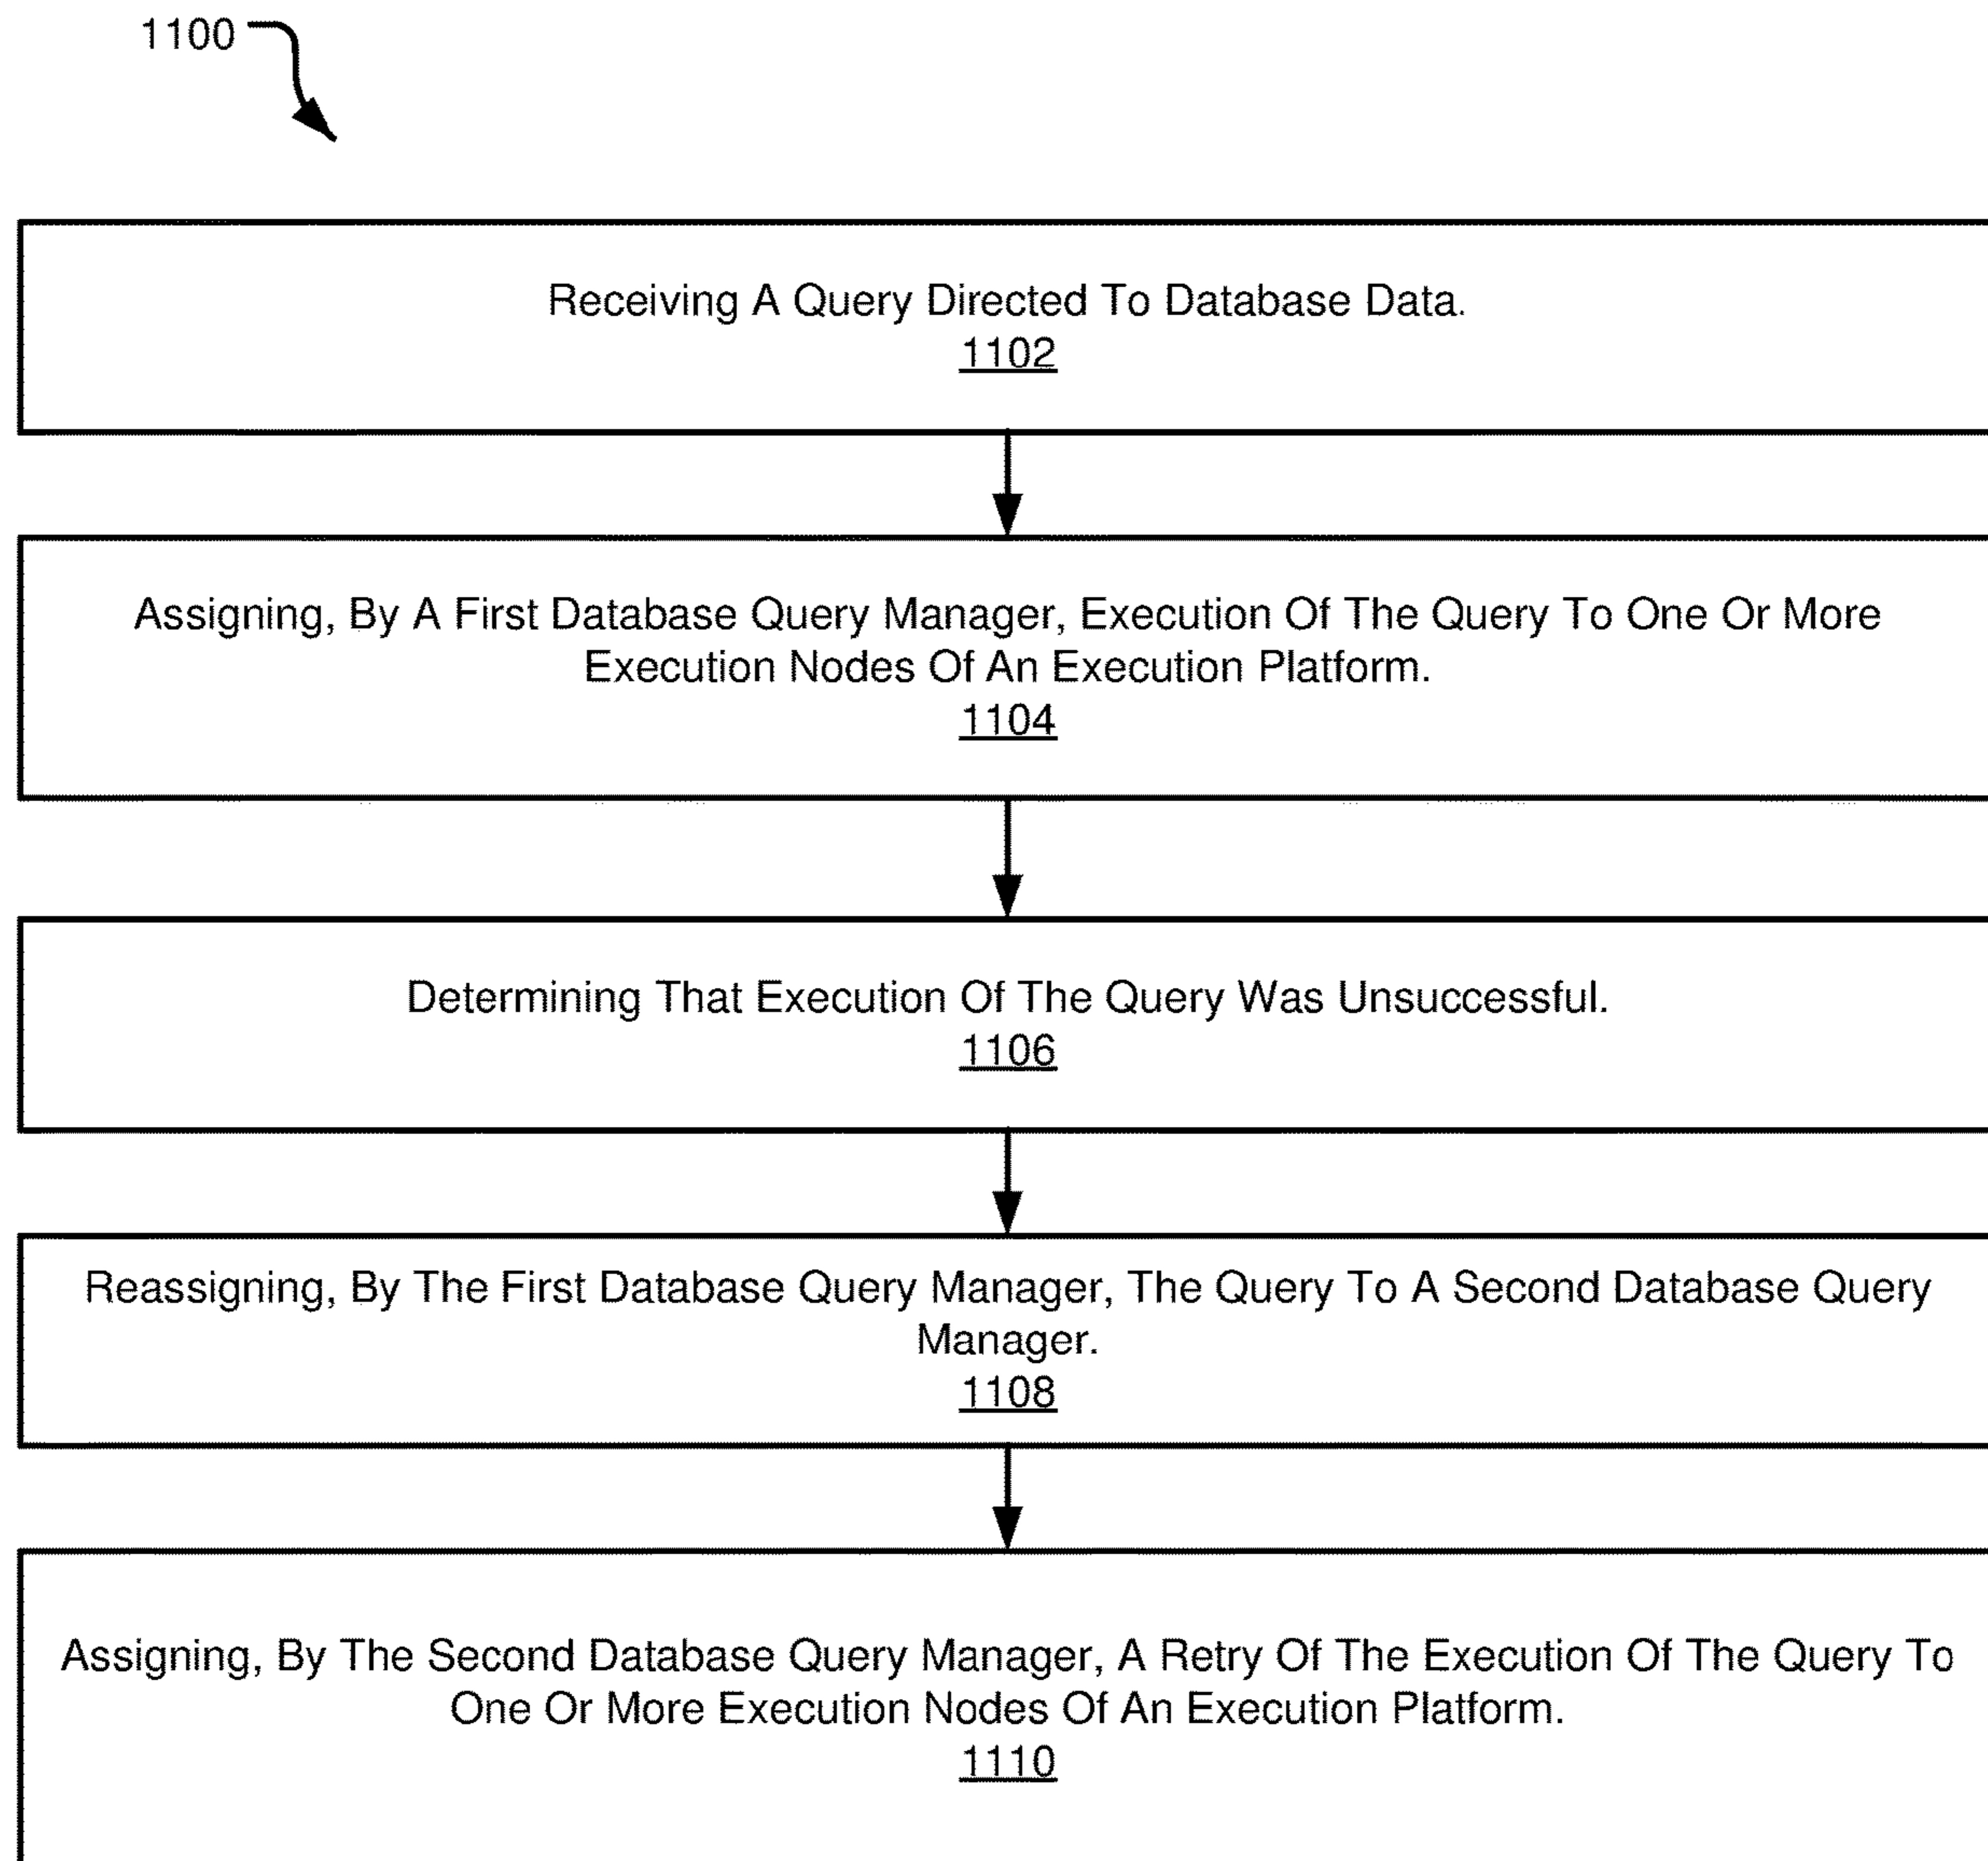 1100
Receiving A Query Directed To Database Data.
1102
Assigning, By A First Database Query Manager, Execution Of The Query To One Or More
Execution Nodes Of An Execution Platform.
1104
Determining That Execution Of The Query Was Unsuccessful.
1106
Reassigning, By The First Database Query Manager, The Query To A Second Database Query
Manager.
1108
Assigning, By The Second Database Query Manager, A Retry Of The Execution Of The Query To
One Or More Execution Nodes Of An Execution Platform.
1110